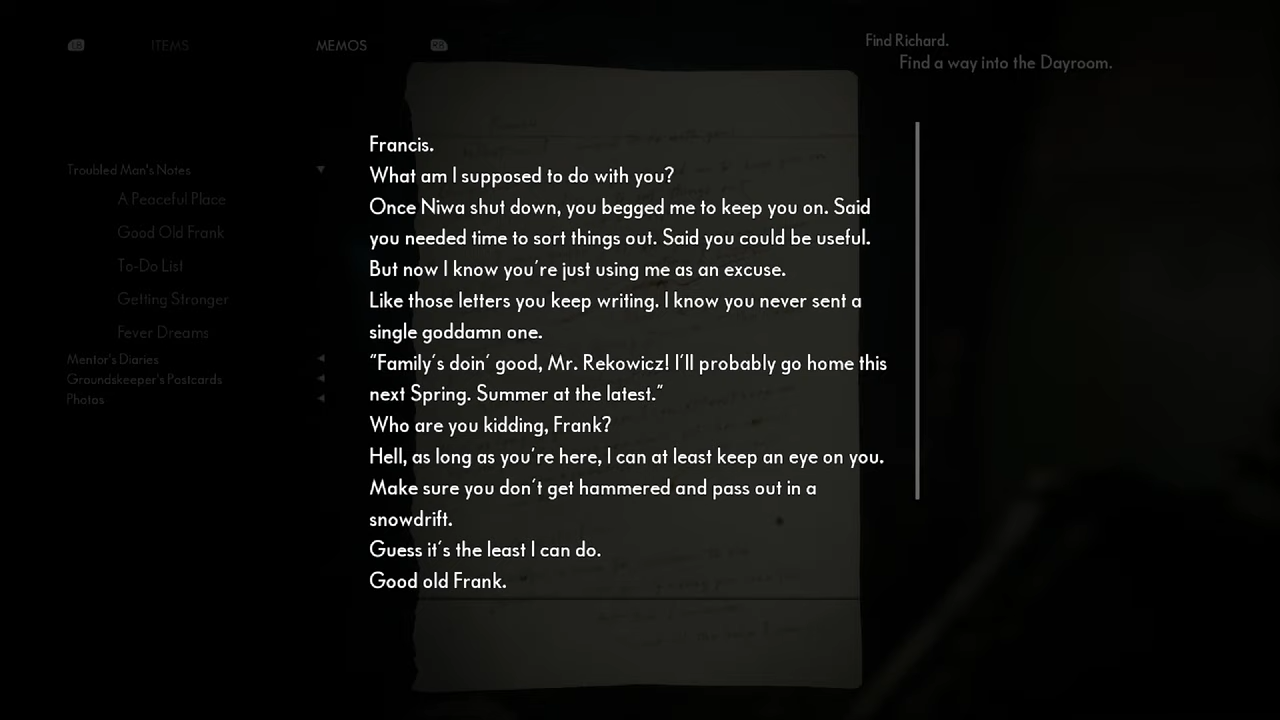 LB
ITEMS
MEMOS
RB
Find Richard.
Find a way into the Dayroom.
Troubled Man's Notes
A Peaceful Place
Good Old Frank
To-Do List
Getting Stronger
Fever Dreams
Mentor's Diaries
Groundskeeper's Postcards
Photos
Francis.
What am I supposed to do with you?
Once Niwa shut down, you begged me to keep you on. Said
you needed time to sort things out. Said you could be useful.
But now I know you're just using me as an excuse.
Like those letters you keep writing. I know you never sent a
single goddamn one.
"Family's doin' good, Mr. Rekowicz! I'll probably go home this
next Spring. Summer at the latest."
Who are you kidding, Frank?
Hell, as long as you're here, I can at least keep an eye on you.
Make sure you don't get hammered and pass out in a
snowdrift.
Guess it's the least I can do.
Good old Frank.